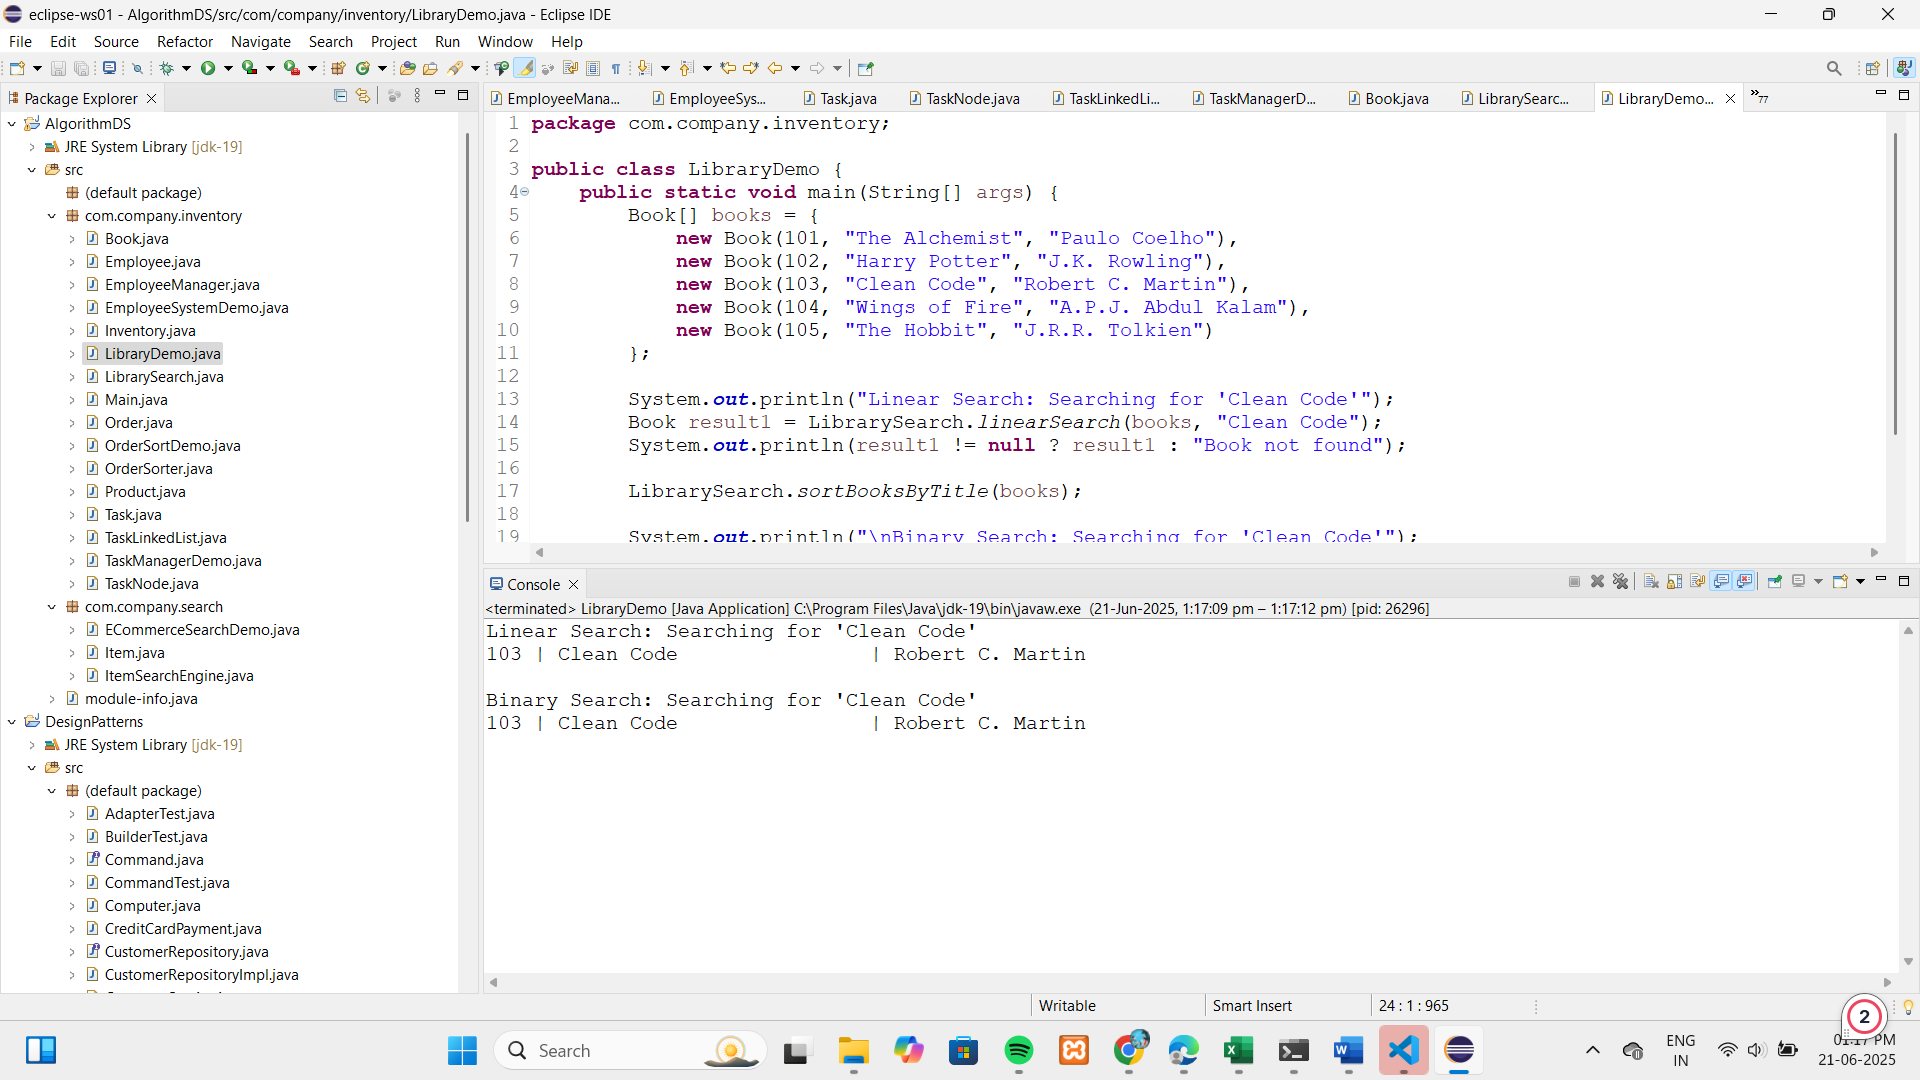 eclipse-ws01 - AlgorithmDS/src/com/company/inventory/LibraryDemo.java - Eclipse IDE
File Edit Source Refactor Navigate Search Project Run Window Help
Package Explorer
AlgorithmDS
JRE System Library [jdk-19]
src
(default package)
com.company.inventory
Book.java
Employee.java
EmployeeManager.java
EmployeeSystemDemo.java
Inventory.java
LibraryDemo.java
LibrarySearch.java
Main.java
Order.java
OrderSortDemo.java
OrderSorter.java
Product.java
Task.java
TaskLinkedList.java
TaskManagerDemo.java
TaskNode.java
com.company.search
ECommerceSearchDemo.java
Item.java
ItemSearchEngine.java
module-info.java
DesignPatterns
JRE System Library [jdk-19]
src
(default package)
AdapterTest.java
BuilderTest.java
Command.java
CommandTest.java
Computer.java
CreditCardPayment.java
CustomerRepository.java
CustomerRepositoryImpl.java
EmployeeMana... EmployeeSys... Task.java TaskNode.java TaskLinkedLi... TaskManagerD... Book.java LibrarySearc... LibraryDemo... »77
1 package com.company.inventory;
2
3 public class LibraryDemo {
4 public static void main(String[] args) {
5 Book[] books = {
6 new Book(101, "The Alchemist", "Paulo Coelho"),
7 new Book(102, "Harry Potter", "J.K. Rowling"),
8 new Book(103, "Clean Code", "Robert C. Martin"),
9 new Book(104, "Wings of Fire", "A.P.J. Abdul Kalam"),
10 new Book(105, "The Hobbit", "J.R.R. Tolkien")
11 };
12
13 System.out.println("Linear Search: Searching for 'Clean Code'");
14 Book result1 = LibrarySearch.linearSearch(books, "Clean Code");
15 System.out.println(result1 != null ? result1 : "Book not found");
16
17 LibrarySearch.sortBooksByTitle(books);
18
19 System.out.println("\nBinary Search: Searching for 'Clean Code'");
Console
<terminated> LibraryDemo [Java Application] C:\Program Files\Java\jdk-19\bin\javaw.exe (21-Jun-2025, 1:17:09 pm – 1:17:12 pm) [pid: 26296]
Linear Search: Searching for 'Clean Code'
103 | Clean Code | Robert C. Martin
Binary Search: Searching for 'Clean Code'
103 | Clean Code | Robert C. Martin
Writable Smart Insert 24 : 1 : 965
2
Search
ENG
IN
01:17 PM
21-06-2025